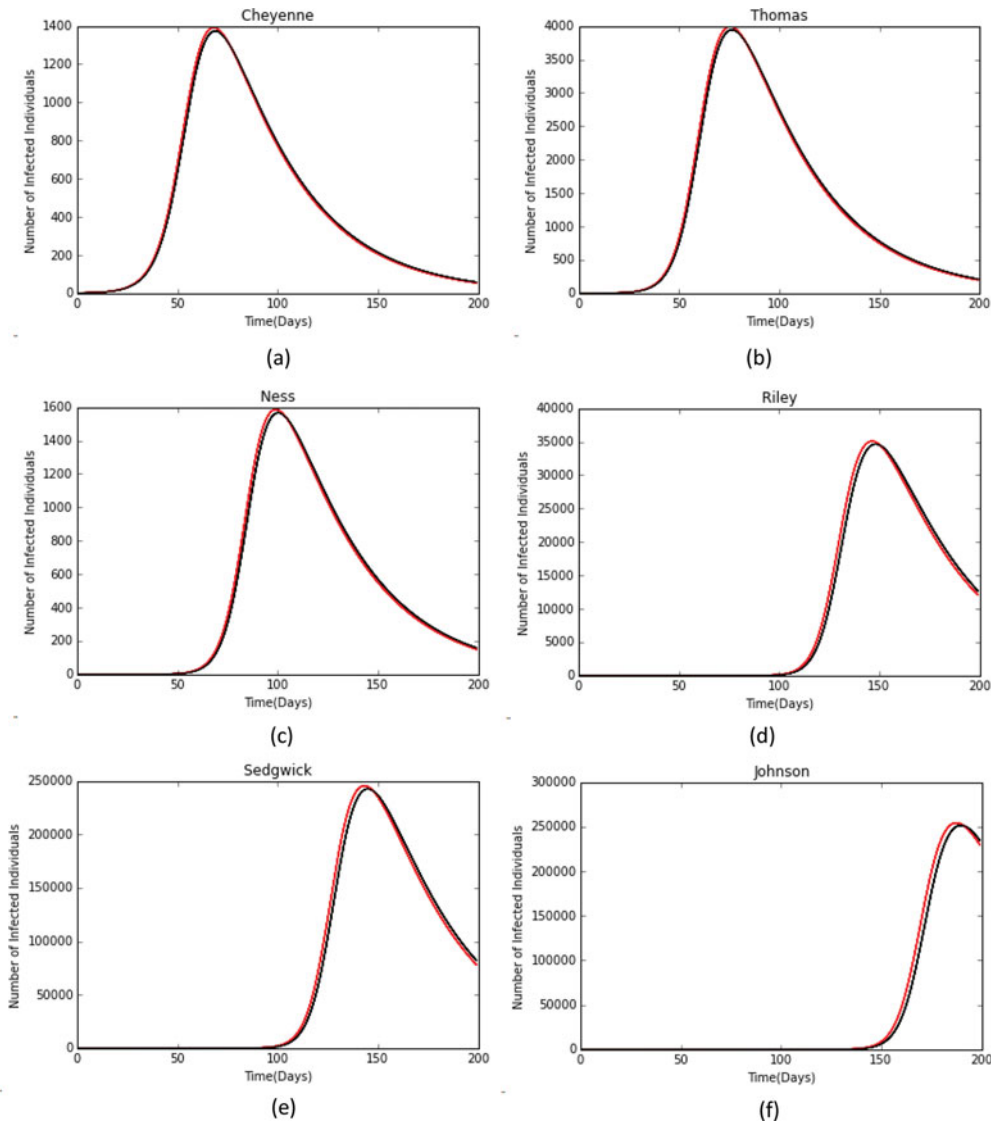 Cheyenne
1400
1200
1000
800
600
400
200
0
Number of Infected Individuals
0 50 100 150 200
Time(Days)
(a)
Thomas
4000
3500
3000
2500
2000
1500
1000
500
0
Number of Infected Individuals
0 50 100 150 200
Time(Days)
(b)
Ness
1600
1400
1200
1000
800
600
400
200
0
Number of Infected Individuals
0 50 100 150 200
Time(Days)
(c)
Riley
40000
35000
30000
25000
20000
15000
10000
5000
0
Number of Infected Individuals
0 50 100 150 200
Time(Days)
(d)
Sedgwick
250000
200000
150000
100000
50000
0
Number of Infected Individuals
0 50 100 150 200
Time(Days)
(e)
Johnson
300000
250000
200000
150000
100000
50000
0
Number of Infected Individuals
0 50 100 150 200
Time(Days)
(f)